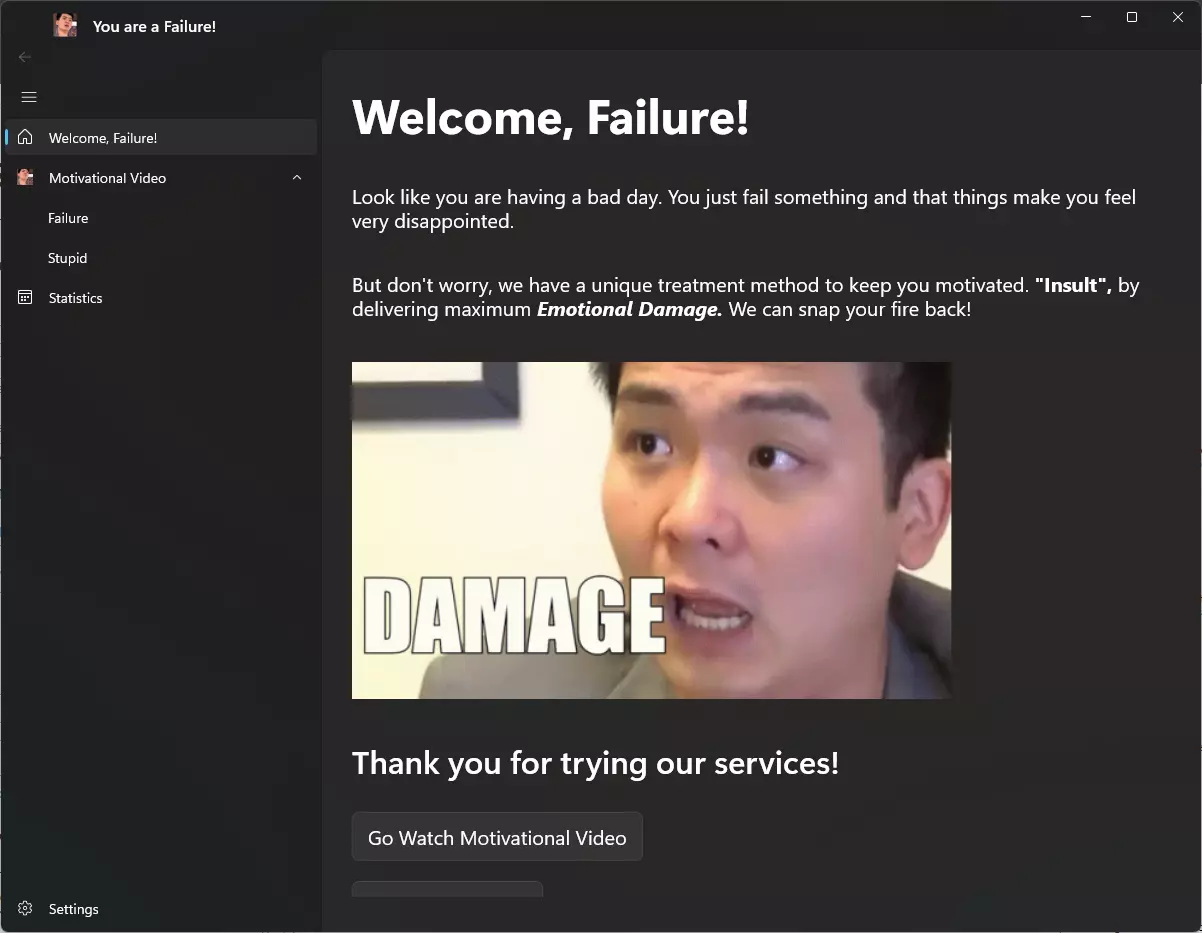 You are a Failure!
Welcome, Failure!
Motivational Video
Failure
Stupid
Statistics
Settings
Welcome, Failure!
Look like you are having a bad day. You just fail something and that things make you feel
very disappointed.
But don't worry, we have a unique treatment method to keep you motivated. "Insult", by
delivering maximum Emotional Damage. We can snap your fire back!
DAMAGE
Thank you for trying our services!
Go Watch Motivational Video